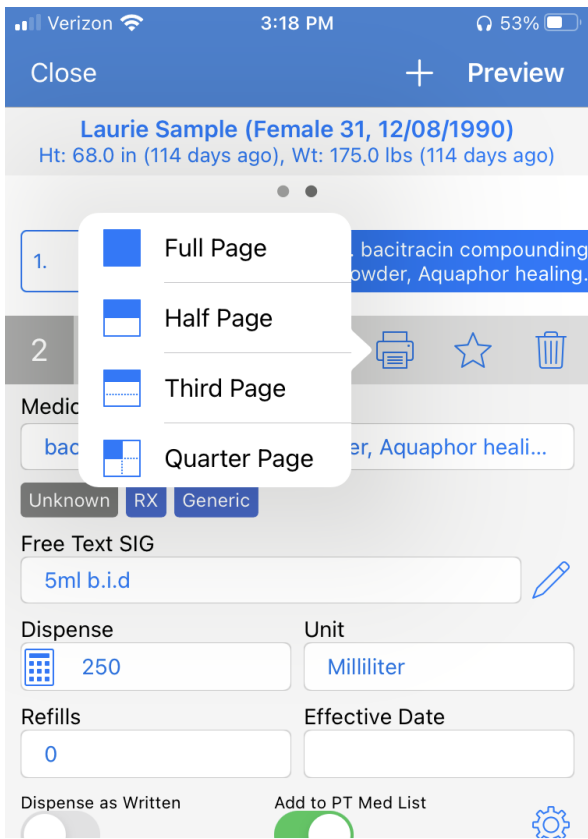 Verizon 3:18 PM 53%
Close + Preview
Laurie Sample (Female 31, 12/08/1990)
Ht: 68.0 in (114 days ago), Wt: 175.0 lbs (114 days ago)
1. bacitracin compounding
owder, Aquaphor healing.
Full Page
Half Page
Third Page
Quarter Page
2
Medic
bac er, Aquaphor heali...
Unknown RX Generic
Free Text SIG
5ml b.i.d
Dispense Unit
250 Milliliter
Refills Effective Date
0
Dispense as Written Add to PT Med List